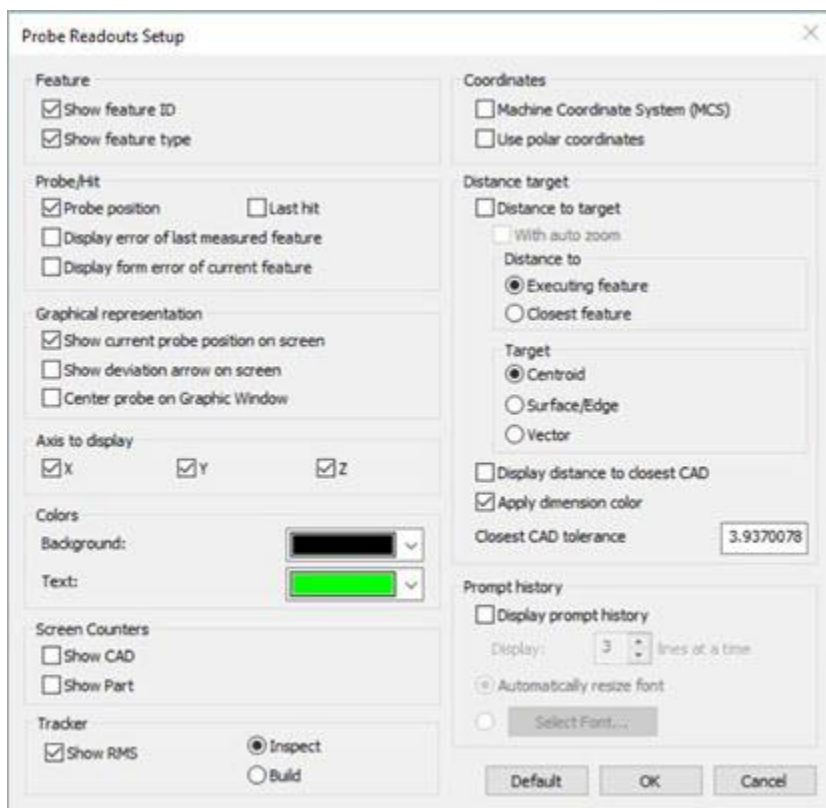 Probe Readouts Setup
Feature
Show feature ID
Show feature type
Probe/Hit
Probe position Last hit
Display error of last measured feature
Display form error of current feature
Graphical representation
Show current probe position on screen
Show deviation arrow on screen
Center probe on Graphic Window
Axis to display
X Y Z
Colors
Background:
Text:
Screen Counters
Show CAD
Show Part
Tracker
Show RMS Inspect
Build
Coordinates
Machine Coordinate System (MCS)
Use polar coordinates
Distance target
Distance to target
With auto zoom
Distance to
Executing feature
Closest feature
Target
Centroid
Surface/Edge
Vector
Display distance to closest CAD
Apply dimension color
Closest CAD tolerance 3.9370078
Prompt history
Display prompt history
Display: 3 lines at a time
Automatically resize font
Select Font...
Default OK Cancel